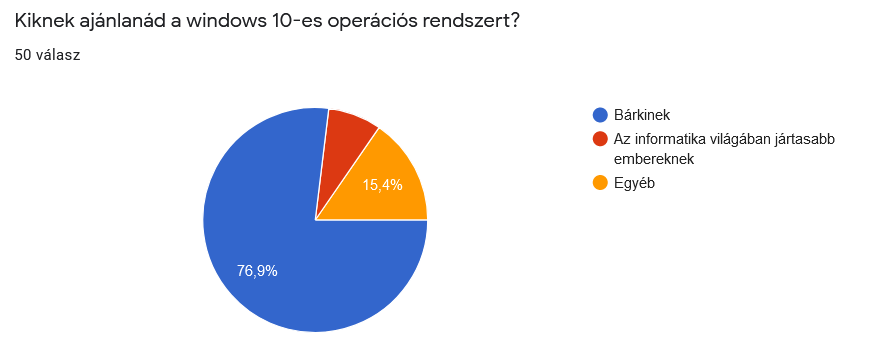 Kiknek ajánlanád a windows 10-es operációs rendszert?
50 válasz
Bárkinek
Az informatika világában jártasabb
embereknek
Egyéb
15,4%
76,9%